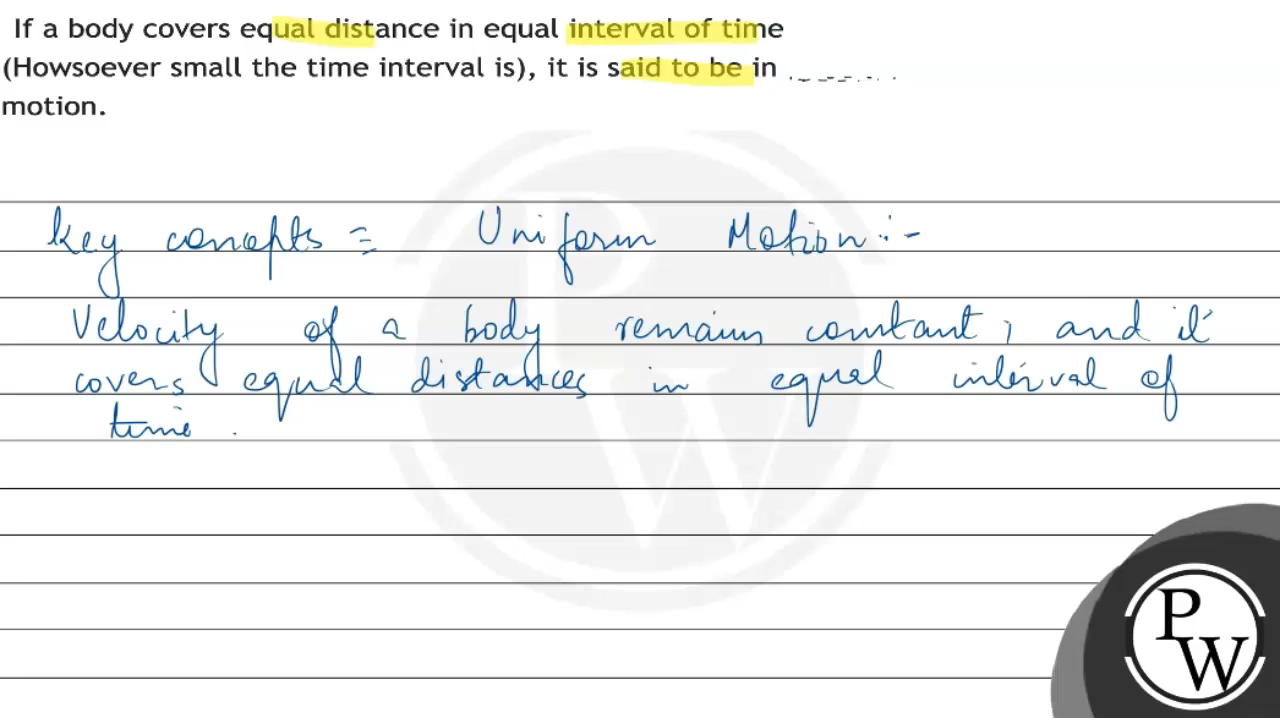 If a body covers equal distance in equal interval of time
(Howsoever small the time interval is), it is said to be in
motion.
key conepts = Uniform Motion :-
Velocity of a body remains constant, and it
covers equal distances in equal interval of
time.
P
W
P
W